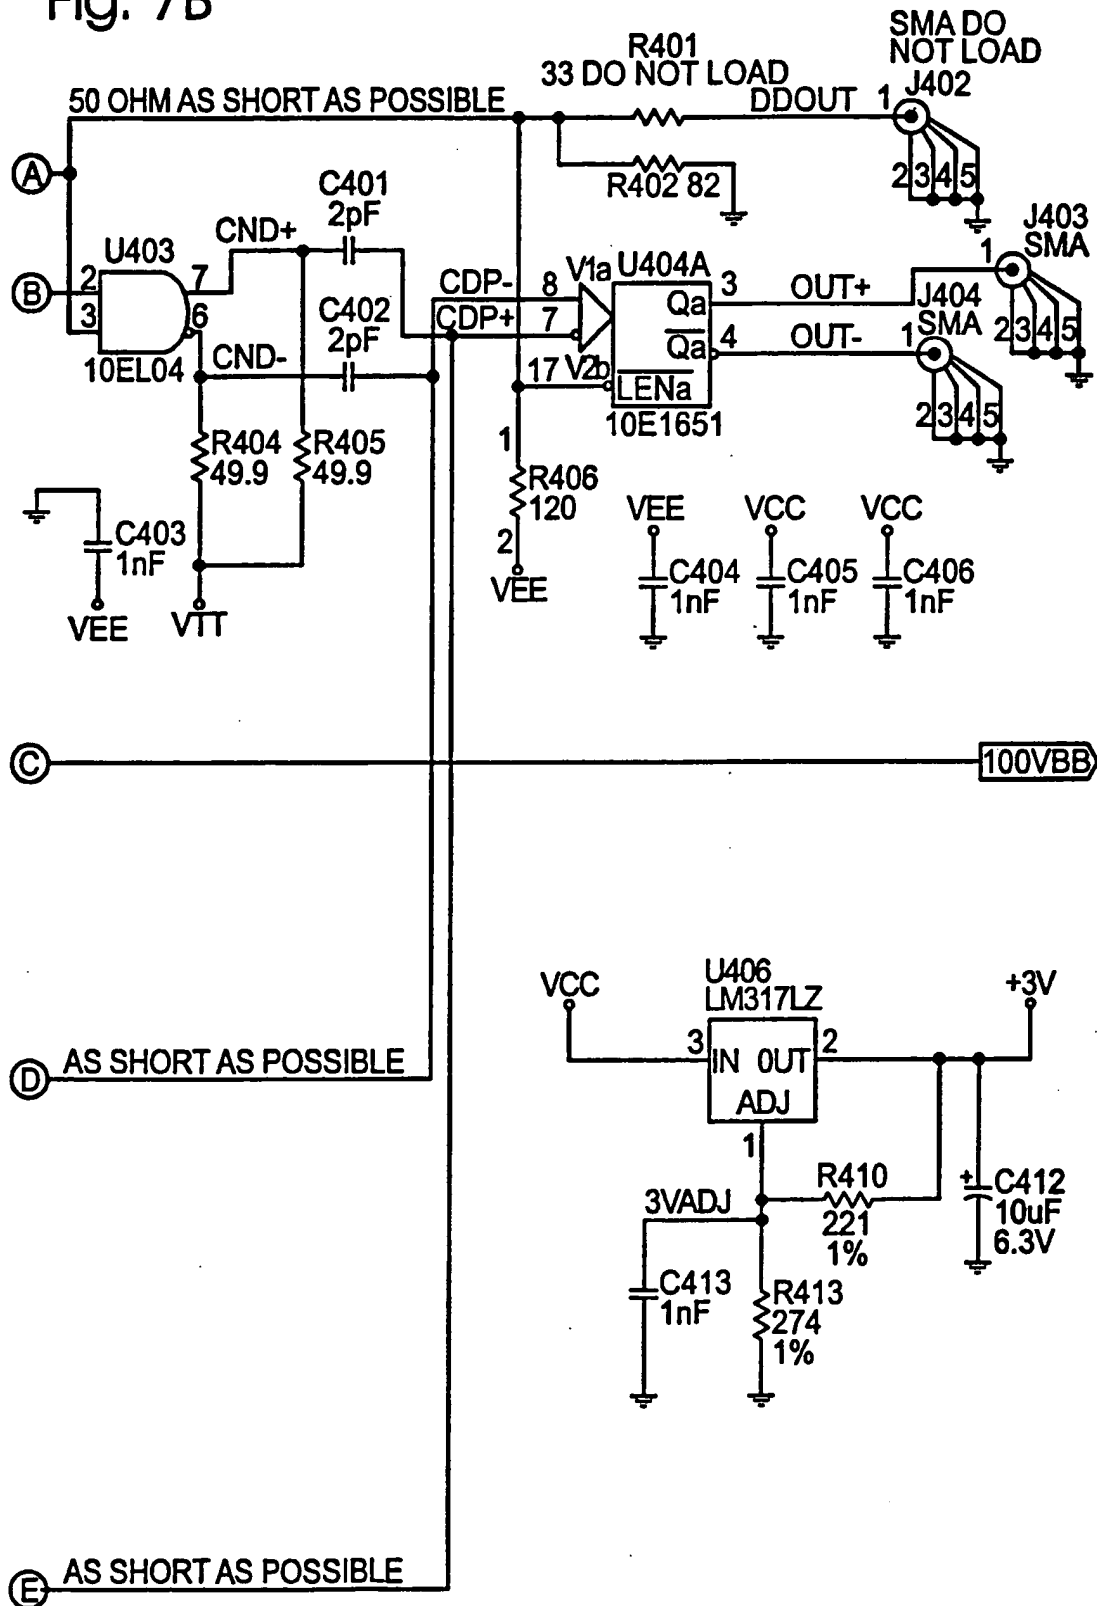 Fig. 7B
SMA DO
NOT LOAD
J402
R401
33 DO NOT LOAD
50 OHM AS SHORT AS POSSIBLE
DDOUT
1
2 3 4 5
A
R402 82
C401
2pF
CND+
J403
SMA
1
2 3 4 5
U403
B
2
3
7
6
10EL04
C402
2pF
CND-
CDP-
8
CDP+
7
V1a
V2b
17
U404A
Qa
3
OUT+
Qa
4
OUT-
LENa
10E1651
J404
SMA
1
2 3 4 5
R404
49.9
R405
49.9
1
R406
120
2
VEE
C403
1nF
VEE
VTT
VEE
C404
1nF
VCC
C405
1nF
VCC
C406
1nF
C
100VBB
VCC
U406
LM317LZ
+3V
3
IN
OUT
2
ADJ
1
D
AS SHORT AS POSSIBLE
3VADJ
R410
221
1%
+
C412
10uF
6.3V
C413
1nF
R413
274
1%
E
AS SHORT AS POSSIBLE